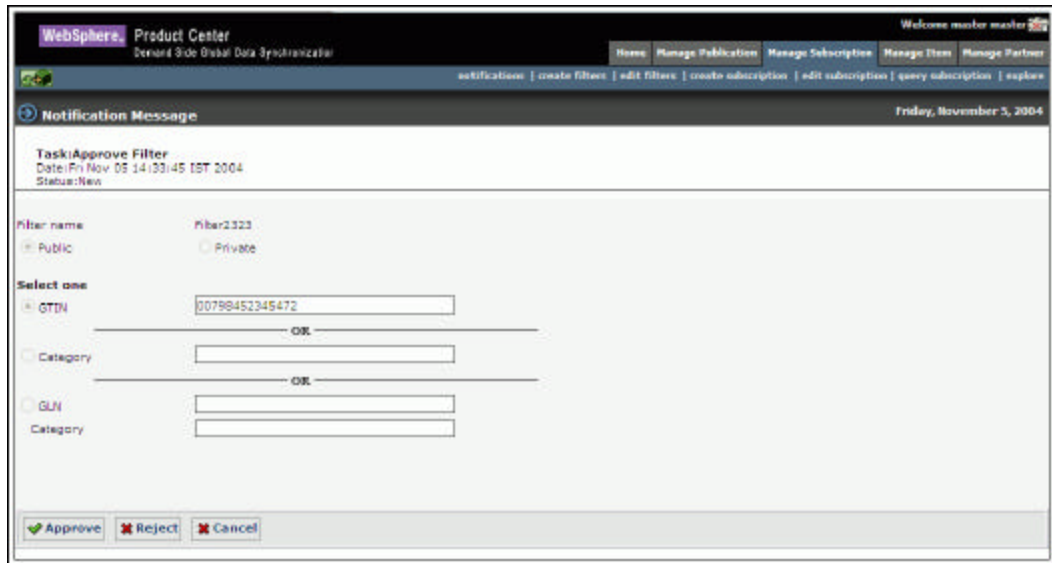 Welcome master master
WebSphere. Product Center
Demand Side Global Data Synchronization
Home Manage Publication Manage Subscription Manage Item Manage Partner
notifications | create filters | edit filters | create subscription | edit subscription | query subscription | explore
Notification Message Friday, November 5, 2004
Task:Approve Filter
Date:Fri Nov 05 14:33:45 IST 2004
Status:New
Filter name Filter2323
Public Private
Select one
GTIN 00798452345472
OR
Category
OR
GLN
Category
Approve Reject Cancel